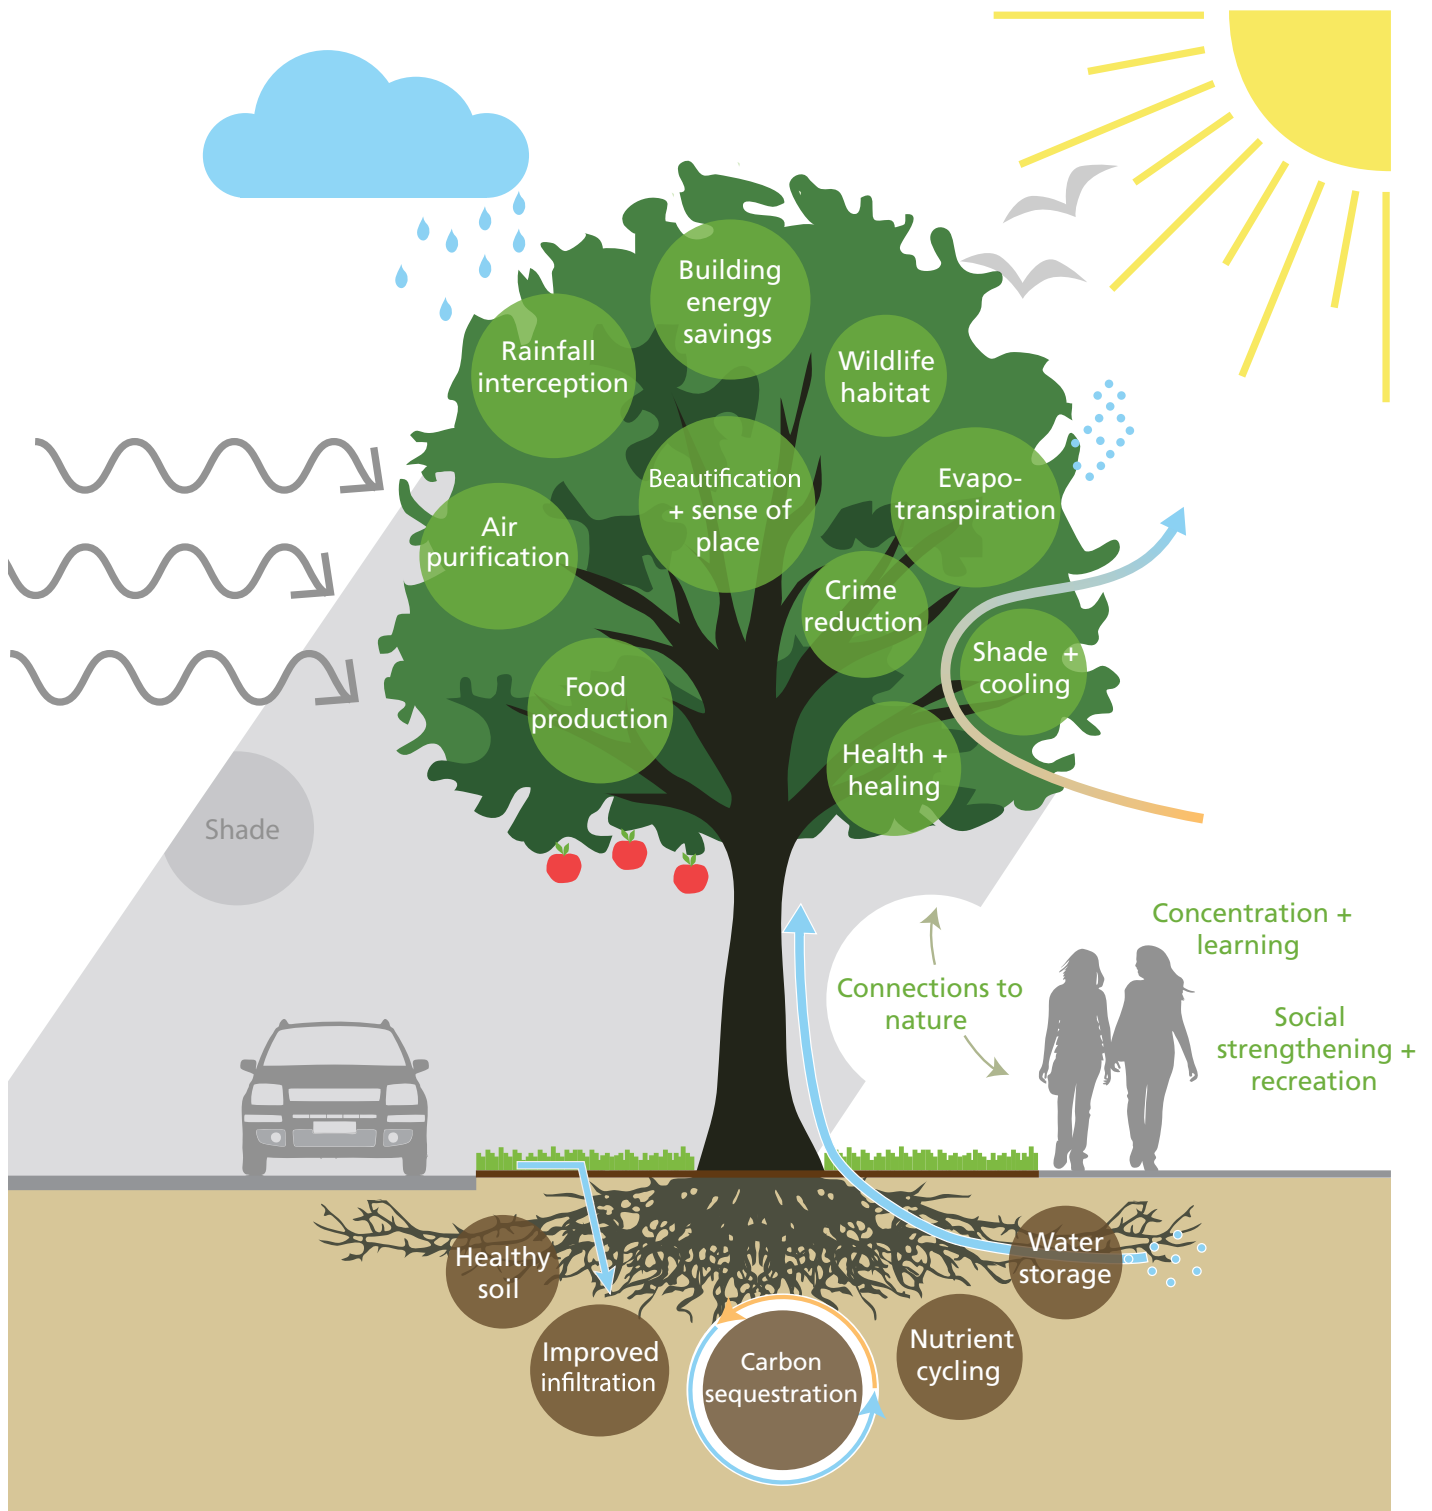 Building
energy
savings
Rainfall
interception
Wildlife
habitat
Beautification
+ sense of
place
Evapo-
transpiration
Air
purification
Crime
reduction
Shade +
cooling
Food
production
Health +
healing
Shade
Concentration +
learning
Connections to
nature
Social
strengthening +
recreation
Healthy
soil
Water
storage
Improved
infiltration
Carbon
sequestration
Nutrient
cycling